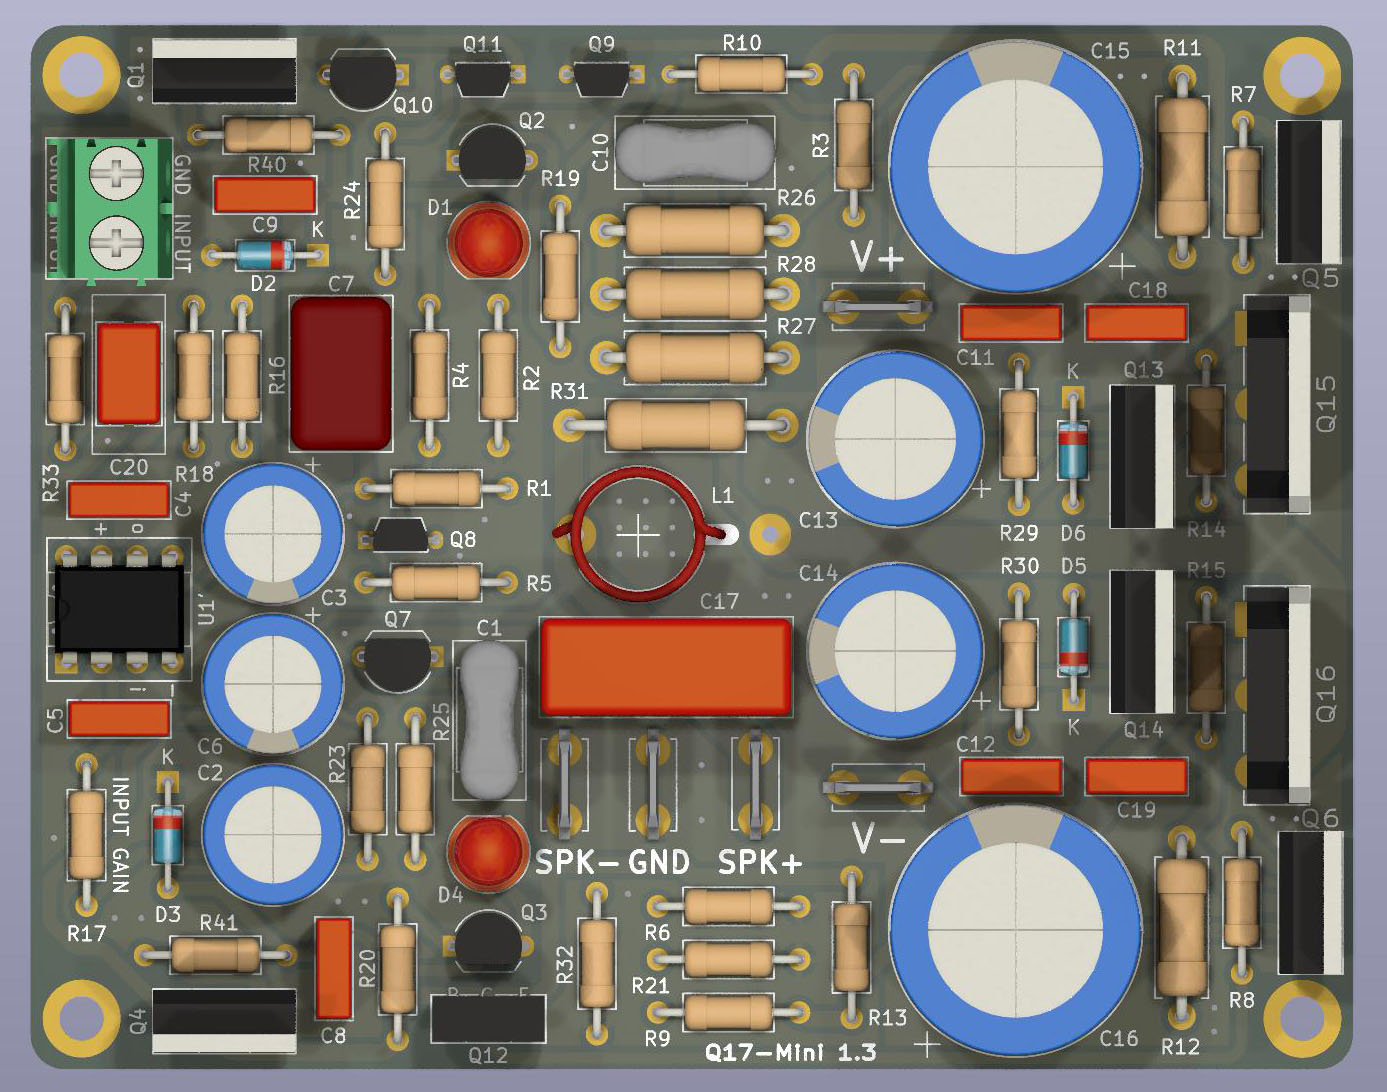 Q1
Q10
Q11
Q9
R10
C15
R11
R7
Q2
R40
R24
C10
R3
GND INPUT
C9
K
D2
D1
R19
R26
V+
Q5
C7
R28
C18
R27
C11
R16
R4
R2
R31
K
Q13
Q15
R33
C20
R18
C4
R1
L1
C13
R29
D6
R14
+
o
Q8
U1'
R5
C14
R30
D5
R15
C3
C17
Q7
C1
Q16
C5
C6
C2
K
R25
R23
K
Q14
C12
C19
V-
Q6
INPUT GAIN
D3
R17
SPK- GND SPK+
D4
Q3
R41
R20
R32
R6
R21
R9
R13
R8
Q4
C8
Q12
Q17-Mini 1.3
C16
R12